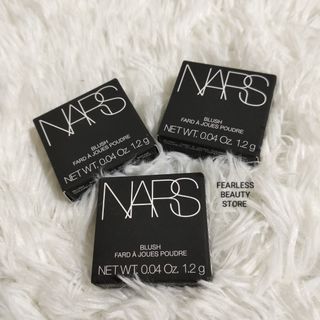 NARS
BLUSH
FARD À JOUES POUDRE
NET WT. 0.04 Oz. 1.2 g
NARS
BLUSH
FARD À JOUES POUDRE
NET WT. 0.04 Oz. 1.2 g
FEARLESS
BEAUTY
STORE
NARS
BLUSH
FARD À JOUES POUDRE
NET WT. 0.04 Oz. 1.2 g